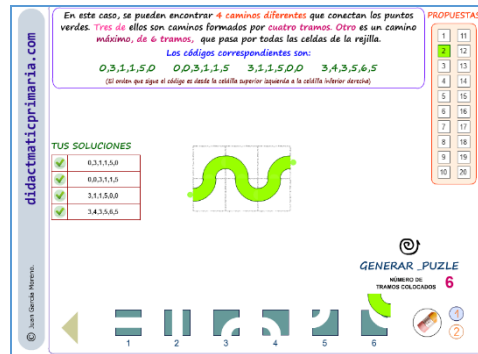 En este caso, se pueden encontrar 4 caminos diferentes que conectan los puntos
verdes. Tres de ellos son caminos formados por cuatro tramos. Otro es un camino
máximo, de 6 tramos, que pasa por todas las celdas de la rejilla.
Los códigos correspondientes son:
0,3,1,1,5,0 0,0,3,1,1,5 3,1,1,5,0,0 3,4,3,5,6,5
(El orden que sigue el código es desde la celdilla superior izquierda a la celdilla inferior derecha)
PROPUESTAS
1 11
2 12
3 13
4 14
5 15
6 16
7 17
8 18
9 19
10 20
didactmaticprimaria.com
© Juan García Moreno.
TUS SOLUCIONES
0,3,1,1,5,0
0,0,3,1,1,5
3,1,1,5,0,0
3,4,3,5,6,5
GENERAR_PUZLE
NÚMERO DE
TRAMOS COLOCADOS 6
1 2 3 4 5 6
1
2